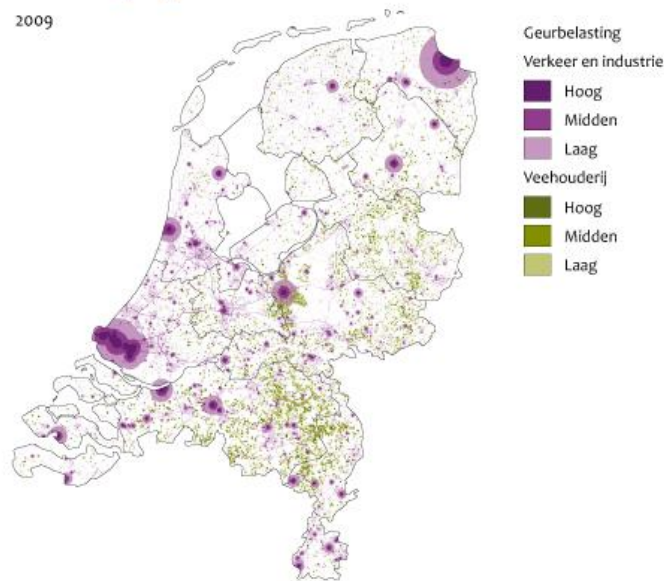 2009
Geurbelasting
Verkeer en industrie
Hoog
Midden
Laag
Veehouderij
Hoog
Midden
Laag